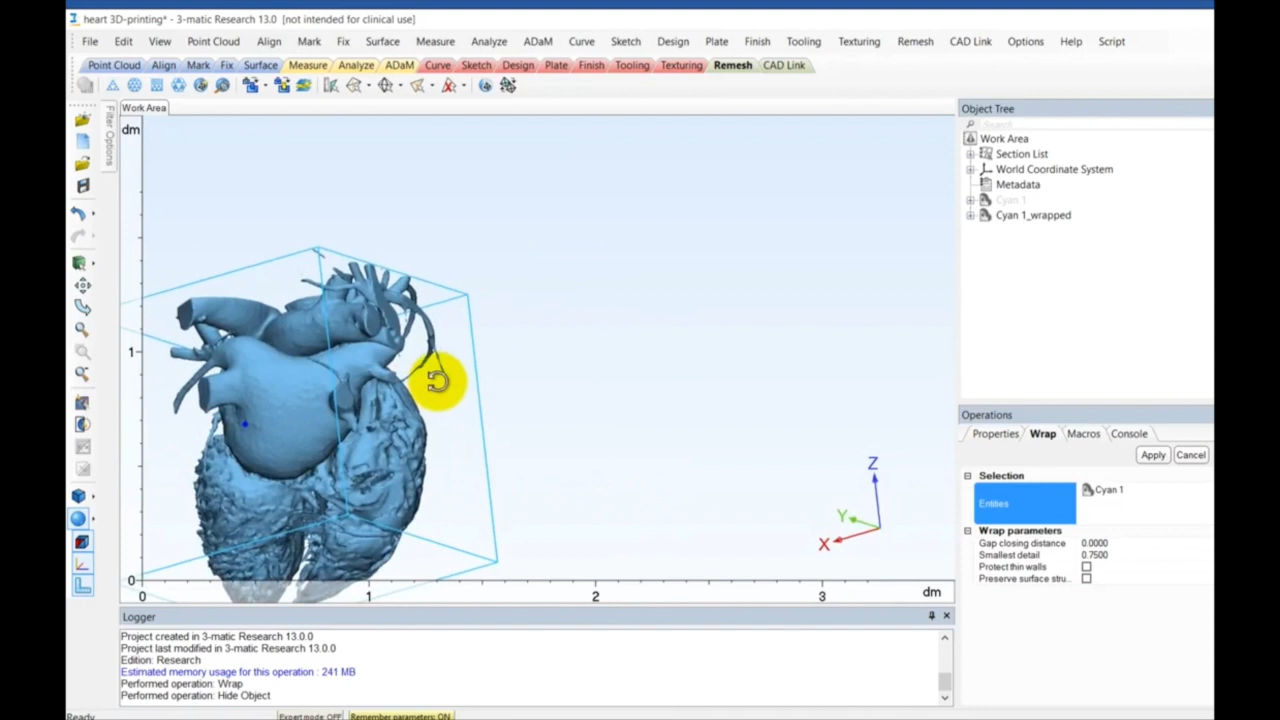 heart 3D-printing* - 3-matic Research 13.0 [not intended for clinical use]
File Edit View Point Cloud Align Mark Fix Surface Measure Analyze ADaM Curve Sketch Design Plate Finish Tooling Texturing Remesh CAD Link Options Help Script
Point Cloud Align Mark Fix Surface Measure Analyze ADaM Curve Sketch Design Plate Finish Tooling Texturing Remesh CAD Link
Filter Options
Work Area
dm
1
0
0 1 2 3 dm
Z
Y
X
Object Tree
Search
Work Area
Section List
World Coordinate System
Metadata
Cyan 1
Cyan 1_wrapped
Operations
Properties Wrap Macros Console
Apply Cancel
Selection
Entities Cyan 1
Wrap parameters
Gap closing distance 0.0000
Smallest detail 0.7500
Protect thin walls
Preserve surface stru...
Logger
Project created in 3-matic Research 13.0.0
Project last modified in 3-matic Research 13.0.0
Edition: Research
Estimated memory usage for this operation : 241 MB
Performed operation: Wrap
Performed operation: Hide Object
Ready
Expert mode: OFF Remember parameters: ON